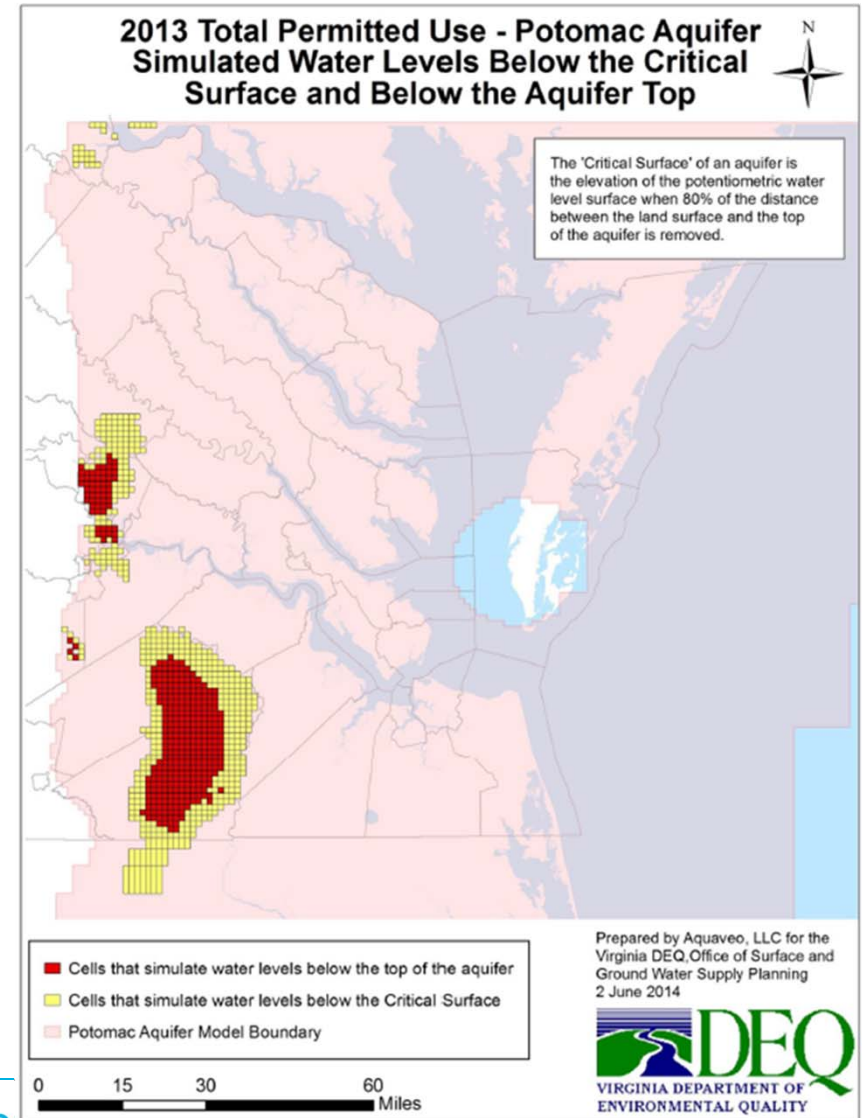 2013 Total Permitted Use - Potomac Aquifer
Simulated Water Levels Below the Critical
Surface and Below the Aquifer Top
N
The 'Critical Surface' of an aquifer is
the elevation of the potentiometric water
level surface when 80% of the distance
between the land surface and the top
of the aquifer is removed.
Cells that simulate water levels below the top of the aquifer
Cells that simulate water levels below the Critical Surface
Potomac Aquifer Model Boundary
0 15 30 60
Miles
Prepared by Aquaveo, LLC for the
Virginia DEQ,Office of Surface and
Ground Water Supply Planning
2 June 2014
DEQ
VIRGINIA DEPARTMENT OF
ENVIRONMENTAL QUALITY